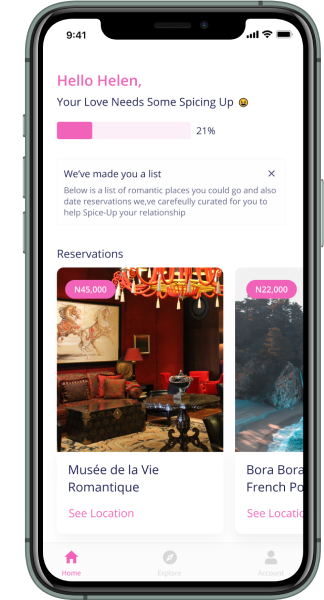 9:41
Hello Helen,
Your Love Needs Some Spicing Up 😆
21%
We've made you a list ×
Below is a list of romantic places you could go and also
date reservations we,ve carefeully curated for you to
help Spice-Up your relationship
Reservations
N45,000
N22,000
Musée de la Vie
Romantique
See Location
Bora Bora
French Po
See Locatio
Home
Explore
Account